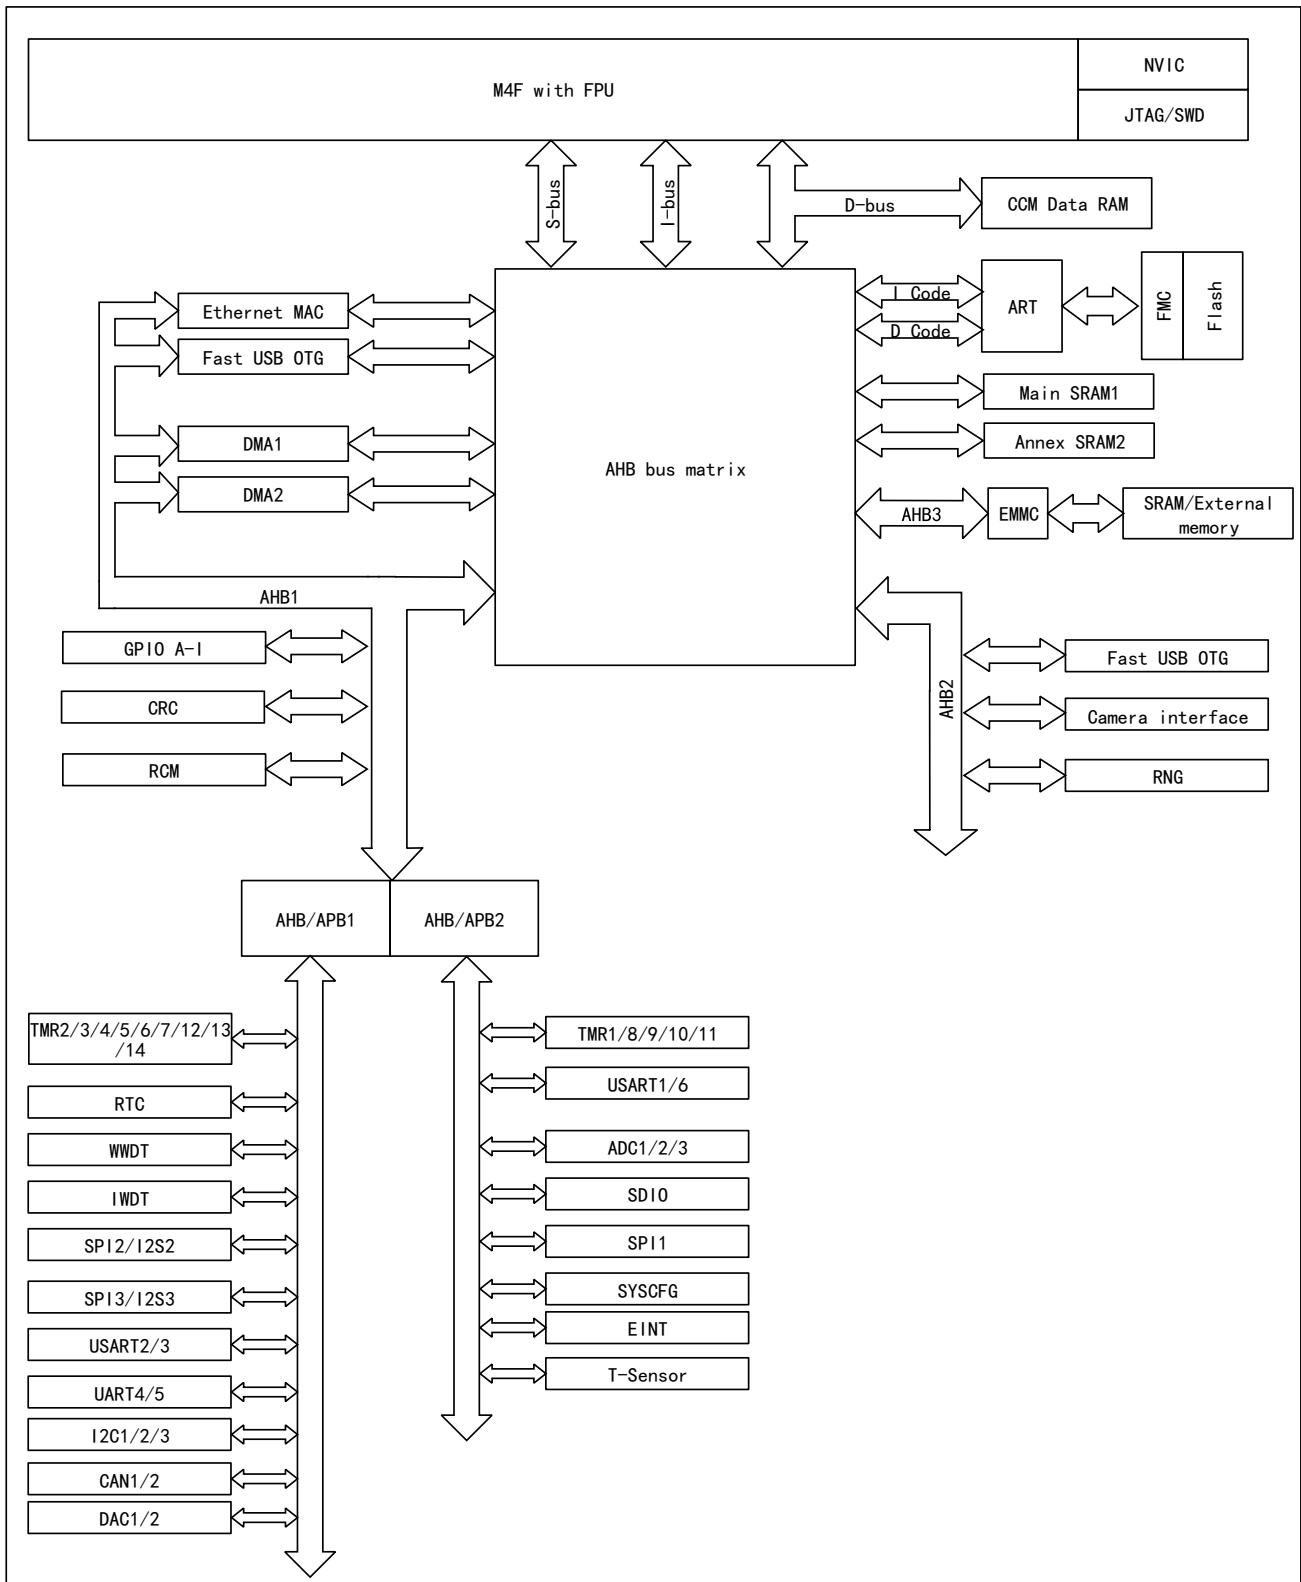 M4F with FPU
NVIC
JTAG/SWD
S-bus
I-bus
D-bus
CCM Data RAM
Ethernet MAC
Fast USB OTG
DMA1
DMA2
AHB bus matrix
I Code
D Code
ART
FMC
Flash
Main SRAM1
Annex SRAM2
AHB3
EMMC
SRAM/External
memory
AHB1
GPIO A-I
CRC
RCM
AHB2
Fast USB OTG
Camera interface
RNG
AHB/APB1
AHB/APB2
TMR2/3/4/5/6/7/12/13
/14
RTC
WWDT
IWDT
SPI2/I2S2
SPI3/I2S3
USART2/3
UART4/5
I2C1/2/3
CAN1/2
DAC1/2
TMR1/8/9/10/11
USART1/6
ADC1/2/3
SDIO
SPI1
SYSCFG
EINT
T-Sensor